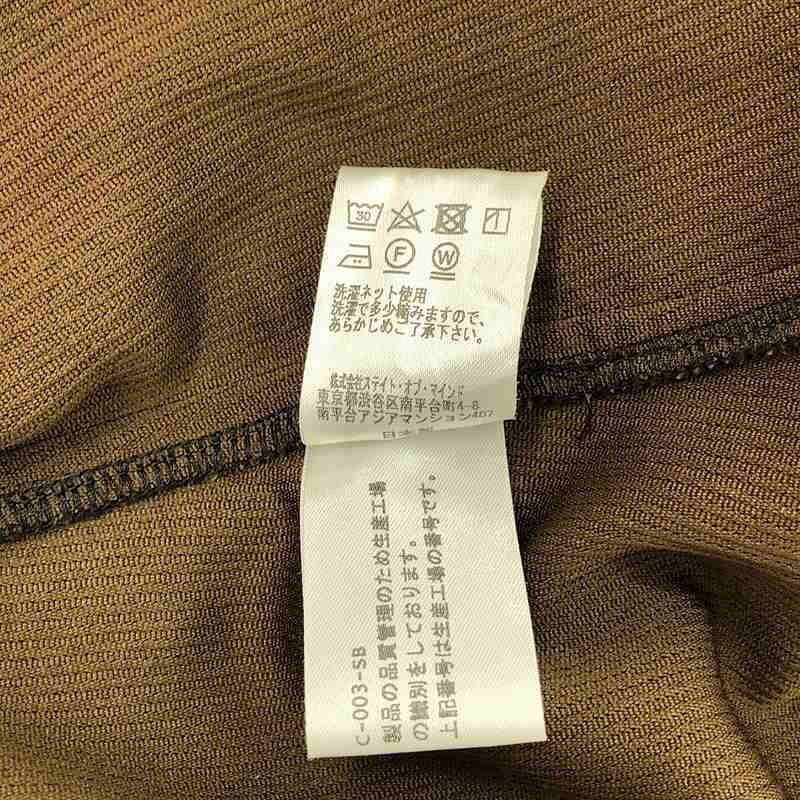 30
F W
洗濯ネット使用
洗濯で多少縮みますので、
あらかじめご了承下さい。
株式会社ステイト・オブ・マインド
東京都渋谷区南平台町4-8
南平台アジアマンション407
日本製
C-003-SB
製品の品質管理のため生産工場
の識別をしております。
上記番号は生産工場の番号です。